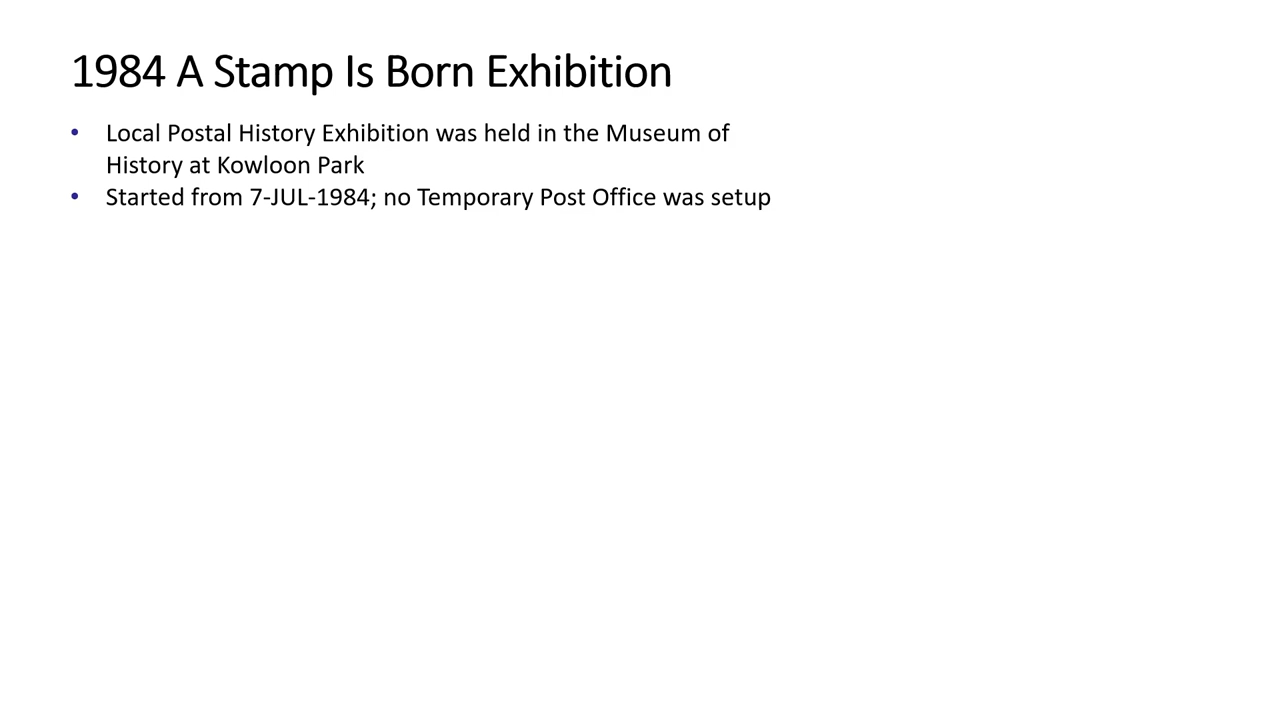 1984 A Stamp Is Born Exhibition
• Local Postal History Exhibition was held in the Museum of
History at Kowloon Park
• Started from 7-JUL-1984; no Temporary Post Office was setup